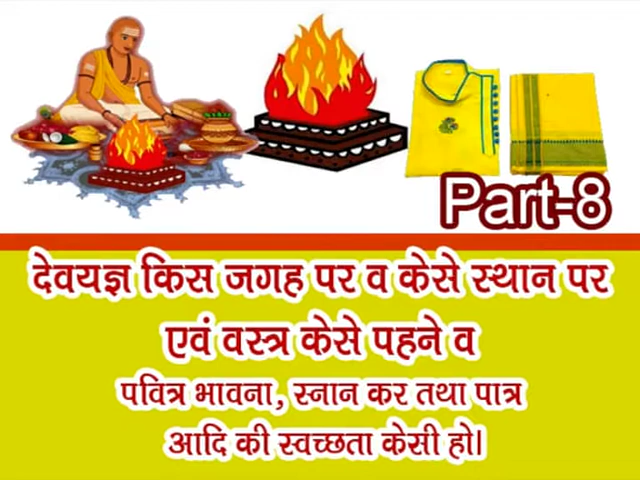 Part-8
देवयज्ञ किस जगह पर व केसे स्थान पर
एवं वस्त्र केसे पहने व
पवित्र भावना, स्नान कर तथा पात्र
आदि की स्वच्छता केसी हो।